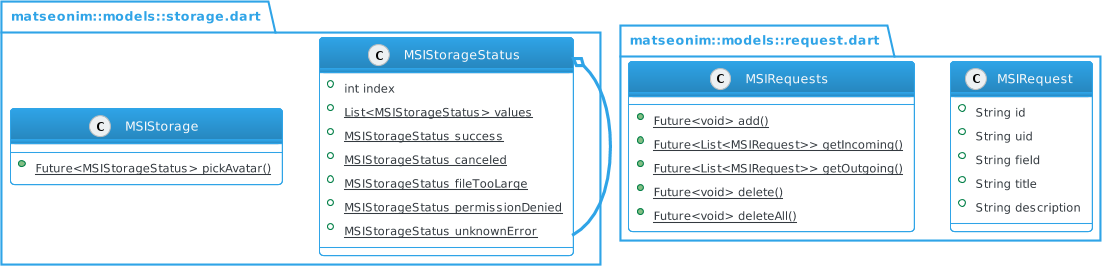 matseonim::models::storage.dart
C MSIStorage
Future<MSIStorageStatus> pickAvatar()
C MSIStorageStatus
int index
List<MSIStorageStatus> values
MSIStorageStatus success
MSIStorageStatus canceled
MSIStorageStatus fileTooLarge
MSIStorageStatus permissionDenied
MSIStorageStatus unknownError
matseonim::models::request.dart
C MSIRequests
Future<void> add()
Future<List<MSIRequest>> getIncoming()
Future<List<MSIRequest>> getOutgoing()
Future<void> delete()
Future<void> deleteAll()
C MSIRequest
String id
String uid
String field
String title
String description